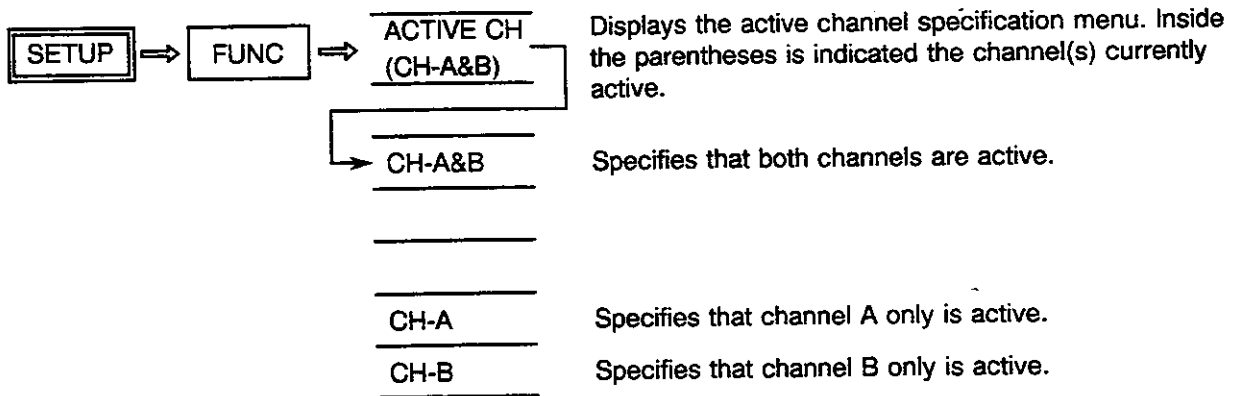 SETUP
FUNC
ACTIVE CH
(CH-A&B)
Displays the active channel specification menu. Inside
the parentheses is indicated the channel(s) currently
active.
CH-A&B
Specifies that both channels are active.
CH-A
Specifies that channel A only is active.
CH-B
Specifies that channel B only is active.